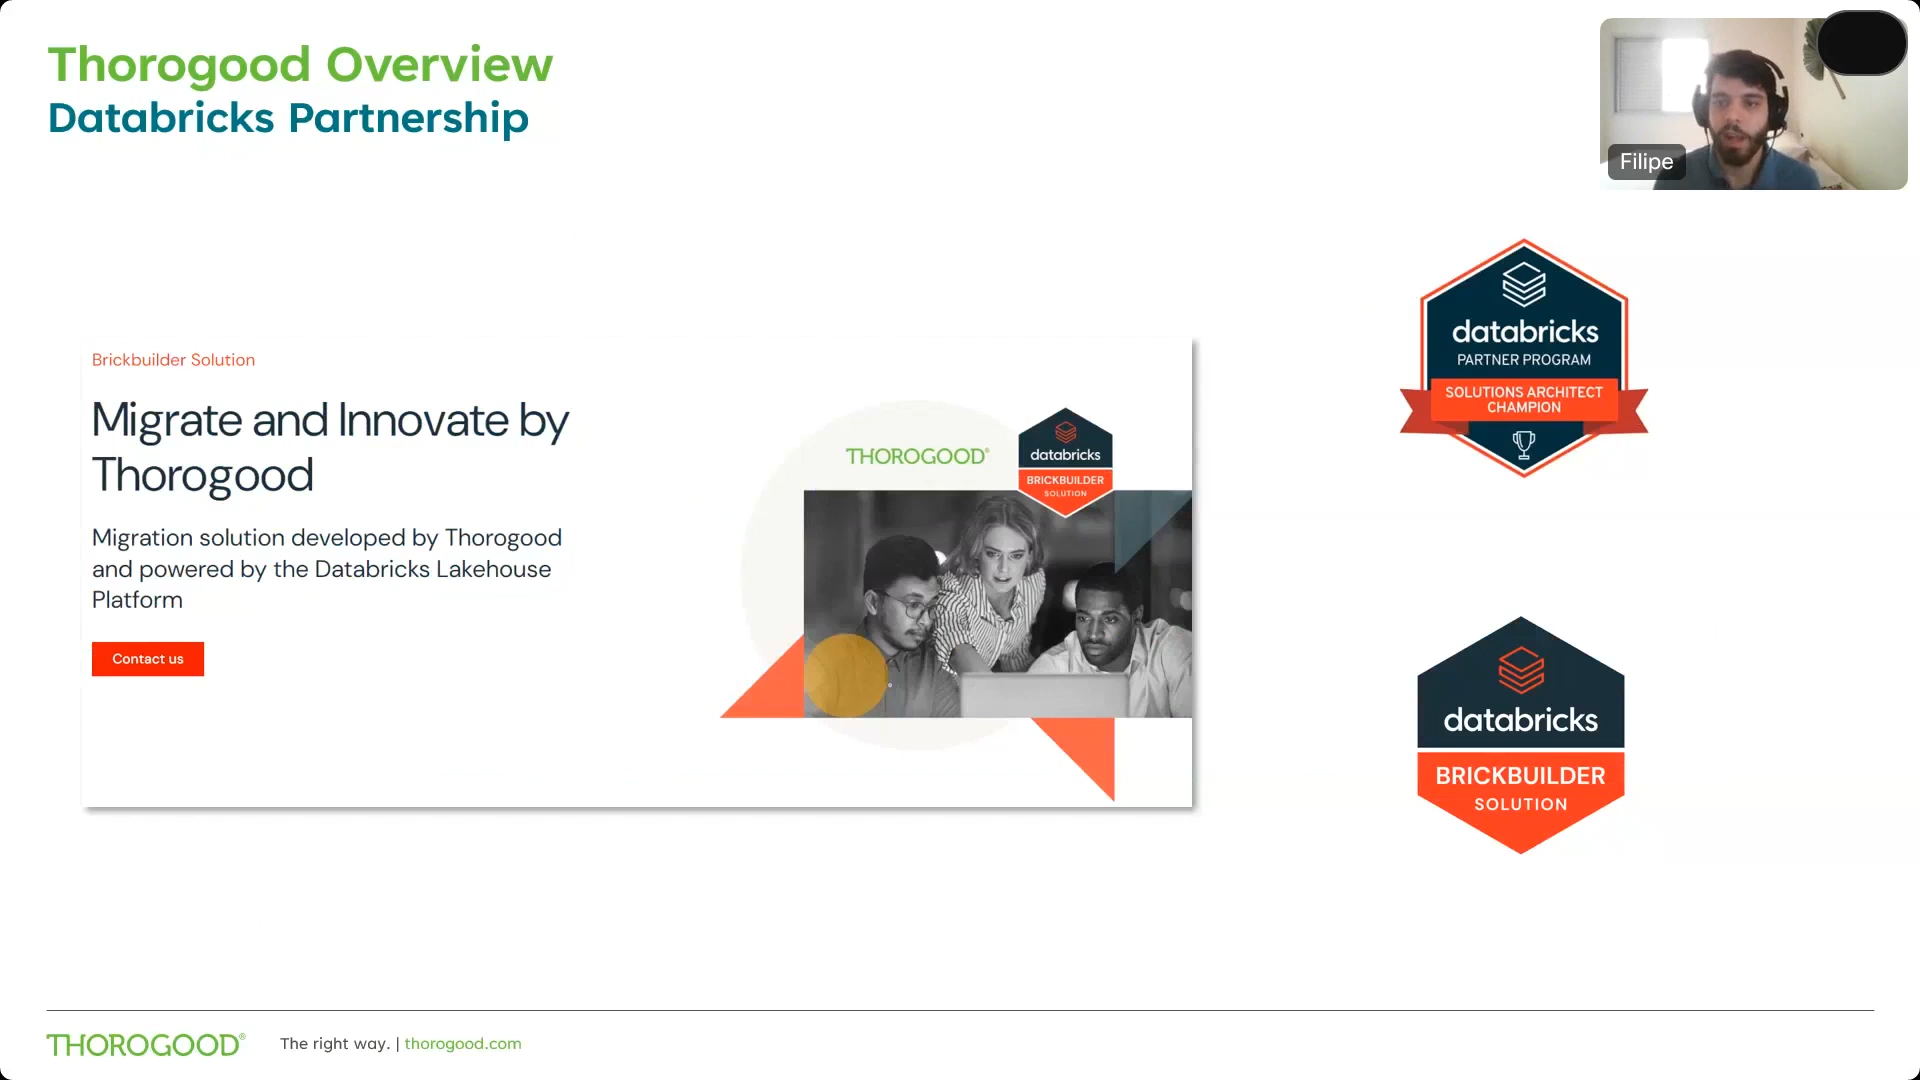 Thorogood Overview
Databricks Partnership
Filipe
Brickbuilder Solution
Migrate and Innovate by
Thorogood
Migration solution developed by Thorogood
and powered by the Databricks Lakehouse
Platform
Contact us
THOROGOOD®
databricks
BRICKBUILDER
SOLUTION
databricks
PARTNER PROGRAM
SOLUTIONS ARCHITECT
CHAMPION
databricks
BRICKBUILDER
SOLUTION
THOROGOOD®
The right way. | thorogood.com